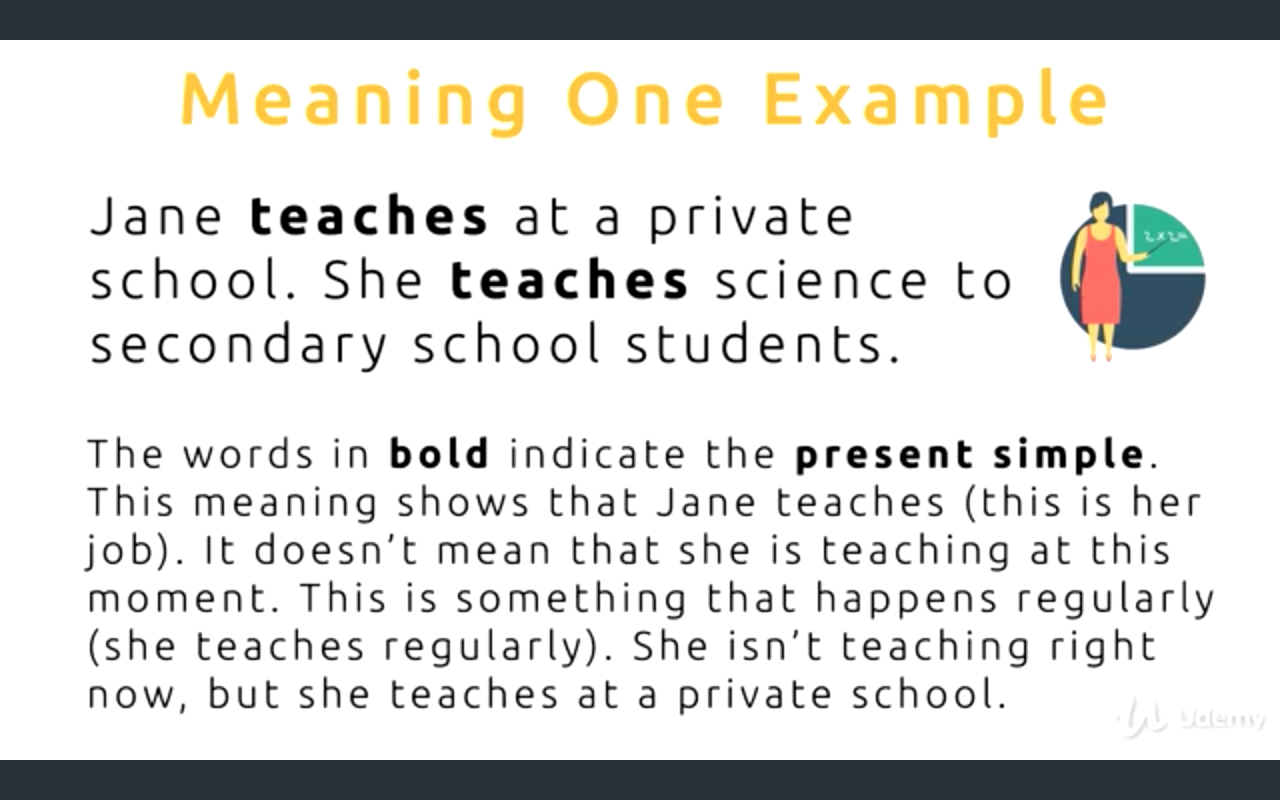 Meaning One Example
Jane teaches at a private
school. She teaches science to
secondary school students.
2x2=
The words in bold indicate the present simple.
This meaning shows that Jane teaches (this is her
job). It doesn’t mean that she is teaching at this
moment. This is something that happens regularly
(she teaches regularly). She isn’t teaching right
now, but she teaches at a private school.
Udemy